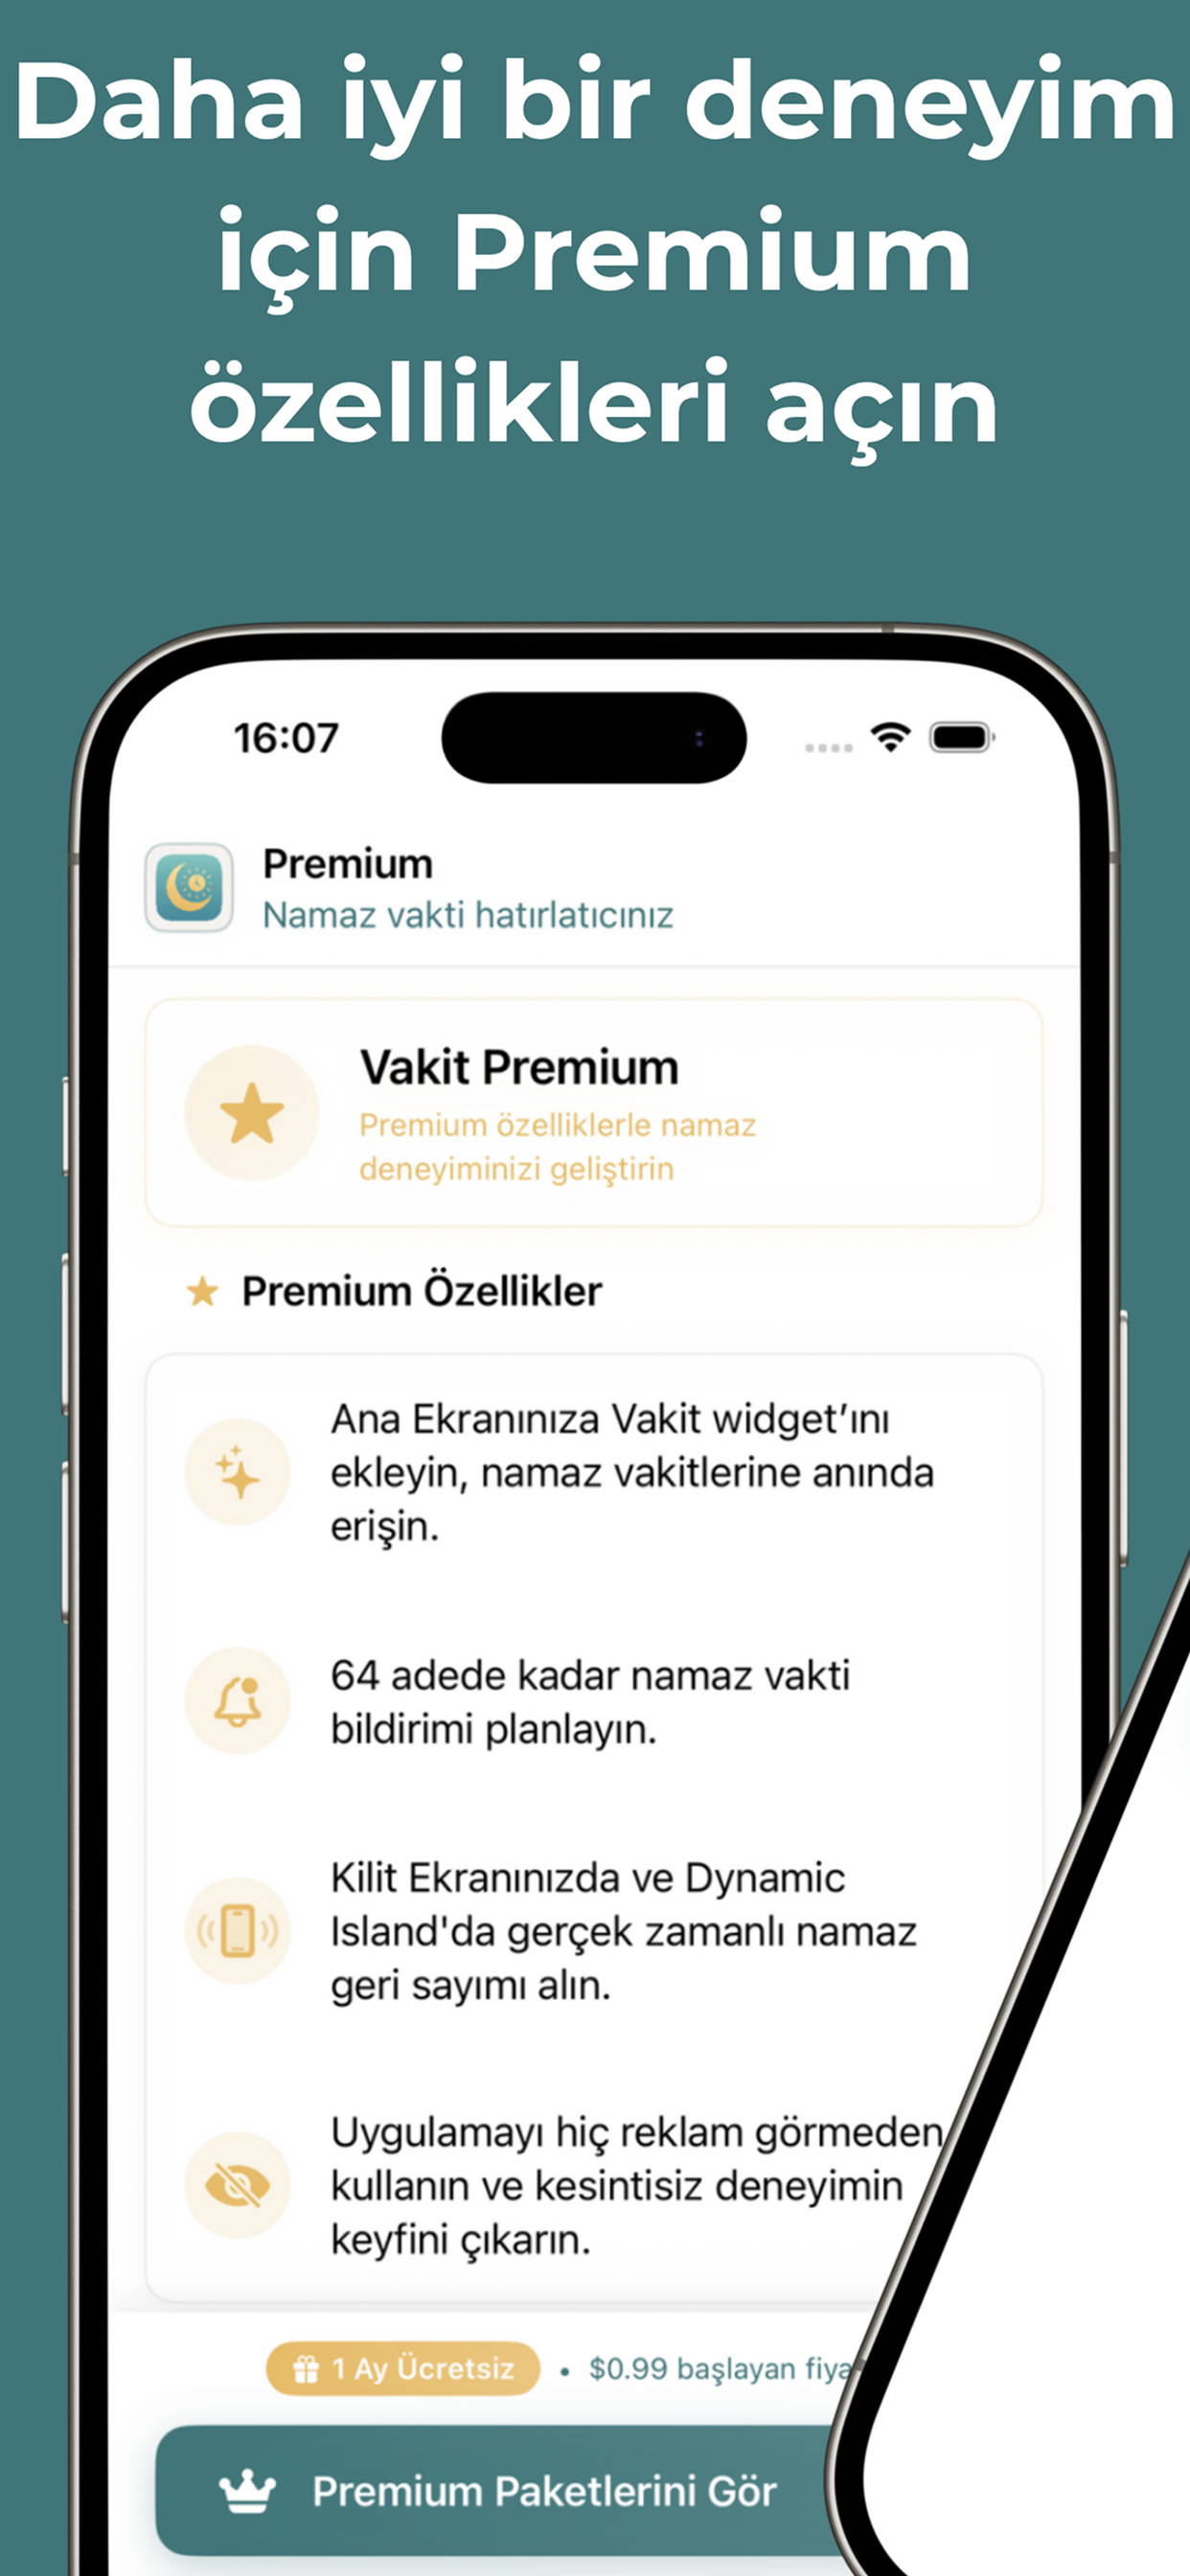 Daha iyi bir deneyim
için Premium
özellikleri açın
16:07
Premium
Namaz vakti hatırlatıcınız
Vakit Premium
Premium özelliklerle namaz
deneyiminizi geliştirin
Premium Özellikler
Ana Ekranınıza Vakit widget’ını
ekleyin, namaz vakitlerine anında
erişin.
64 adede kadar namaz vakti
bildirimi planlayın.
Kilit Ekranınızda ve Dynamic
Island'da gerçek zamanlı namaz
geri sayımı alın.
Uygulamayı hiç reklam görmeden
kullanın ve kesintisiz deneyimin
keyfini çıkarın.
1 Ay Ücretsiz • $0.99 başlayan
Premium Paketlerini Gör